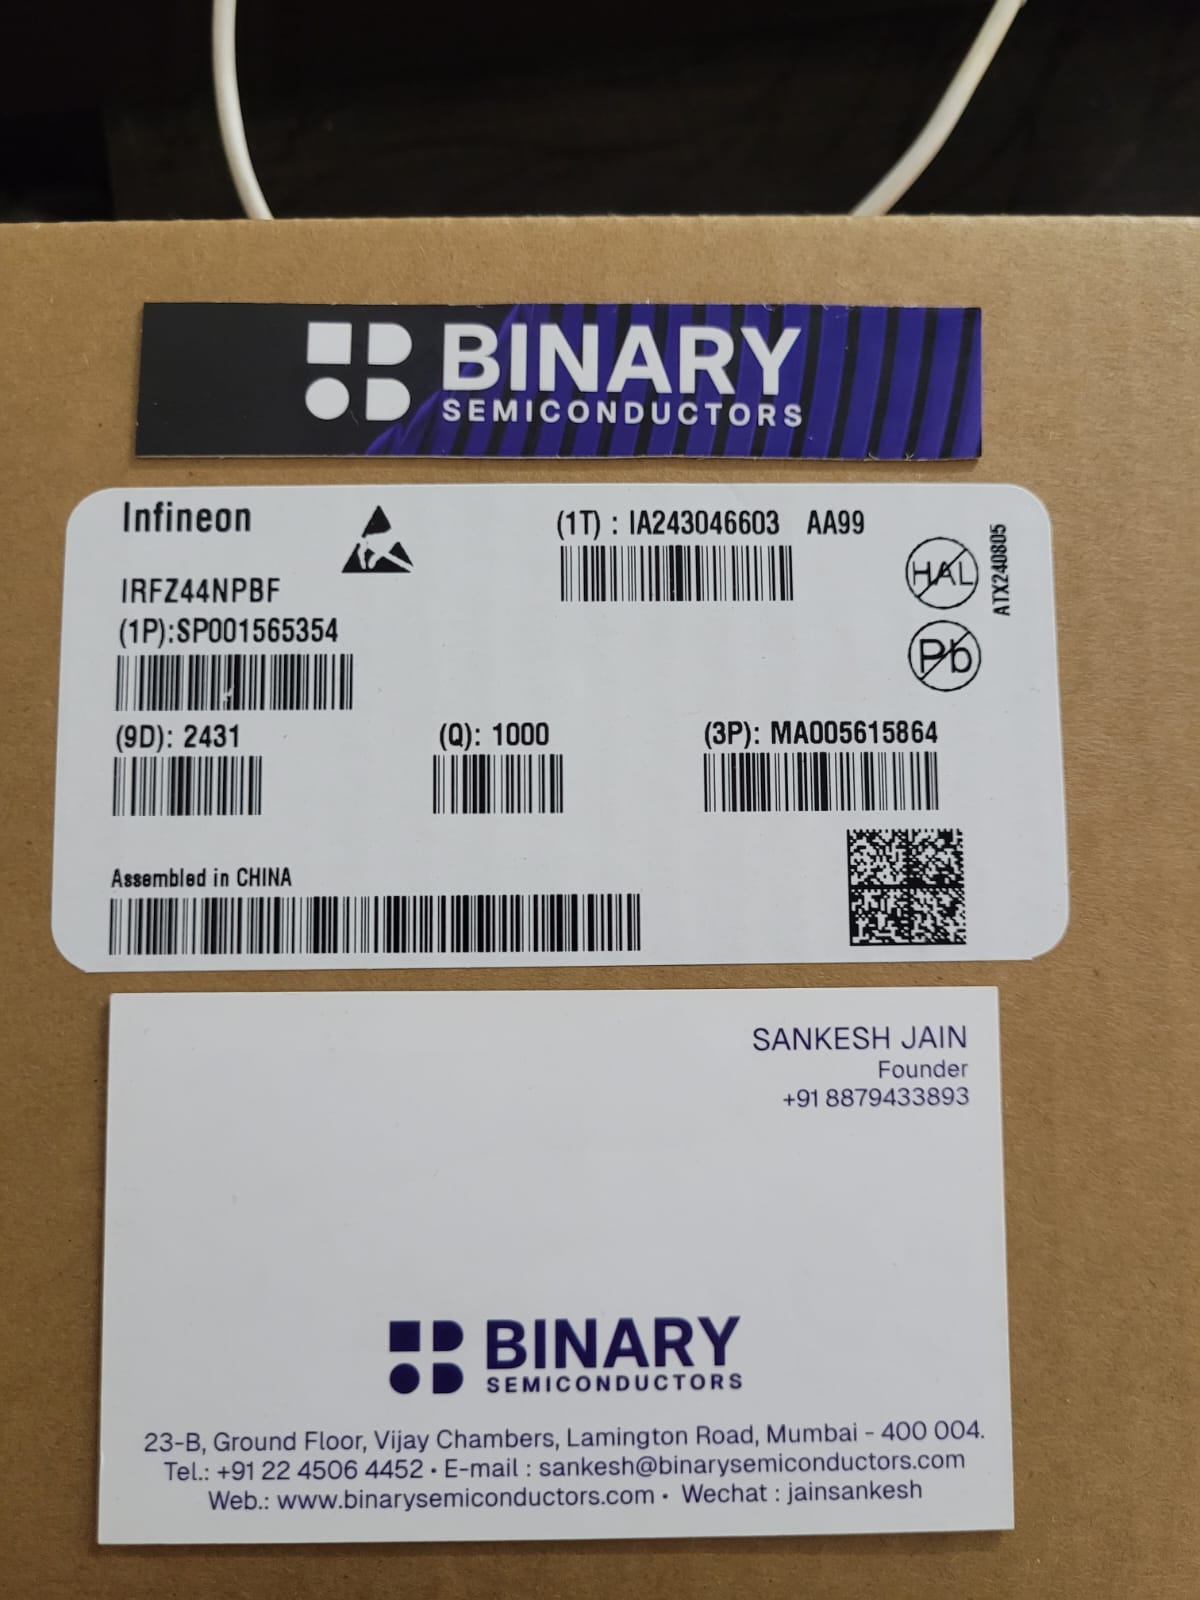 BINARY
SEMICONDUCTORS
Infineon
(1T) : IA243046603 AA99
HAL
ATX240805
IRFZ44NPBF
(1P):SP001565354
Pb
(9D): 2431
(Q): 1000
(3P): MA005615864
Assembled in CHINA
SANKESH JAIN
Founder
+91 8879433893
BINARY
SEMICONDUCTORS
23-B, Ground Floor, Vijay Chambers, Lamington Road, Mumbai - 400 004.
Tel.: +91 22 4506 4452 • E-mail : sankesh@binarysemiconductors.com
Web.: www.binarysemiconductors.com • Wechat : jainsankesh